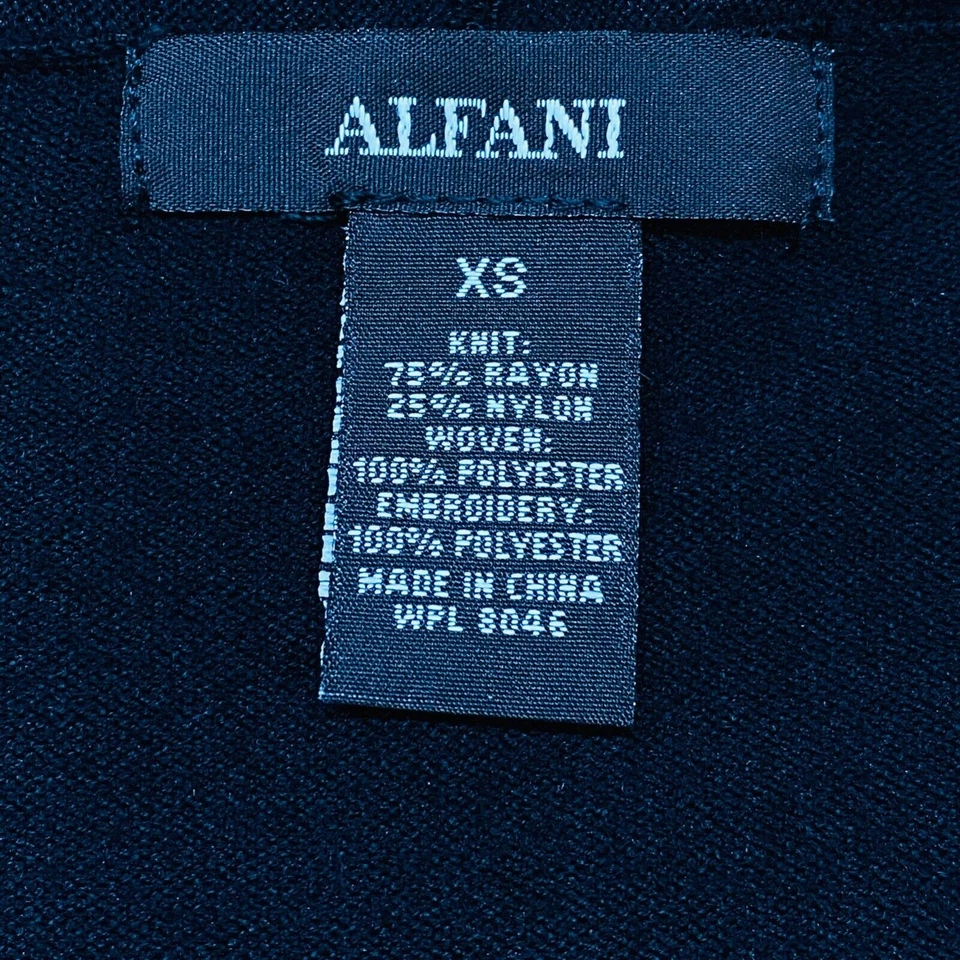 ALFANI
XS
KNIT:
75% RAYON
25% NYLON
WOVEN:
100% POLYESTER
EMBROIDERY:
100% POLYESTER
MADE IN CHINA
WPL 8046